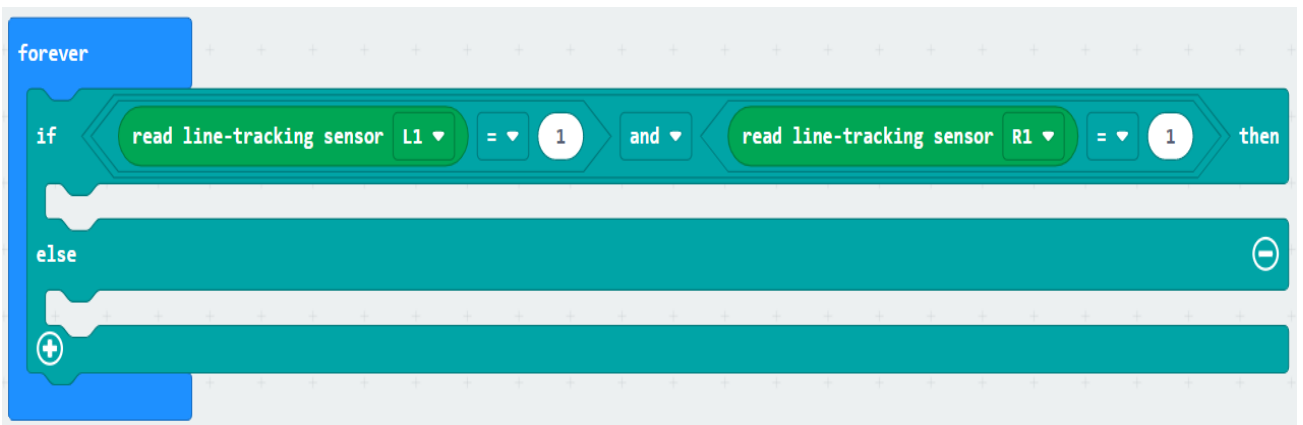 forever
if read line-tracking sensor L1 = 1 and read line-tracking sensor R1 = 1 then
else